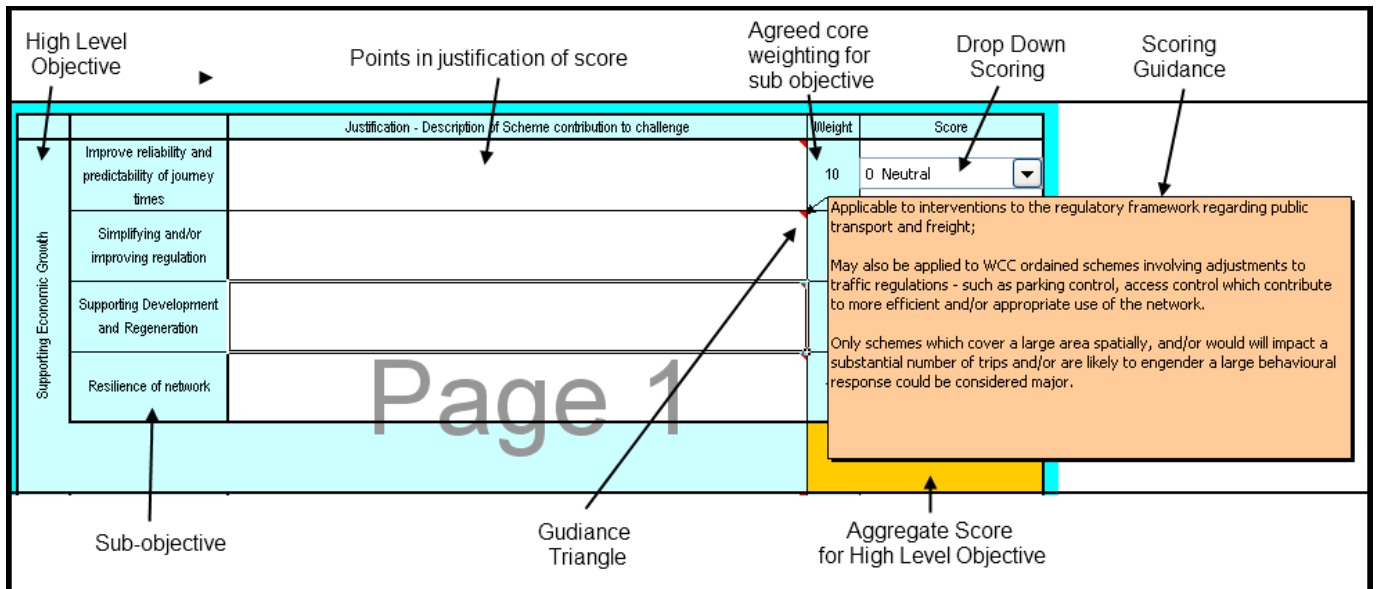 High Level
Objective
Points in justification of score
Agreed core
weighting for
sub objective
Drop Down
Scoring
Scoring
Guidance
Justification - Description of Scheme contribution to challenge
Weight
Score
Supporting Economic Growth
Improve reliability and
predictability of journey
times
10
0 Neutral
Simplifying and/or
improving regulation
Supporting Development
and Regeneration
Resilience of network
Applicable to interventions to the regulatory framework regarding public
transport and freight;
May also be applied to WCC ordained schemes involving adjustments to
traffic regulations - such as parking control, access control which contribute
to more efficient and/or appropriate use of the network.
Only schemes which cover a large area spatially, and/or would will impact a
substantial number of trips and/or are likely to engender a large behavioural
response could be considered major.
Page 1
Sub-objective
Gudiance
Triangle
Aggregate Score
for High Level Objective